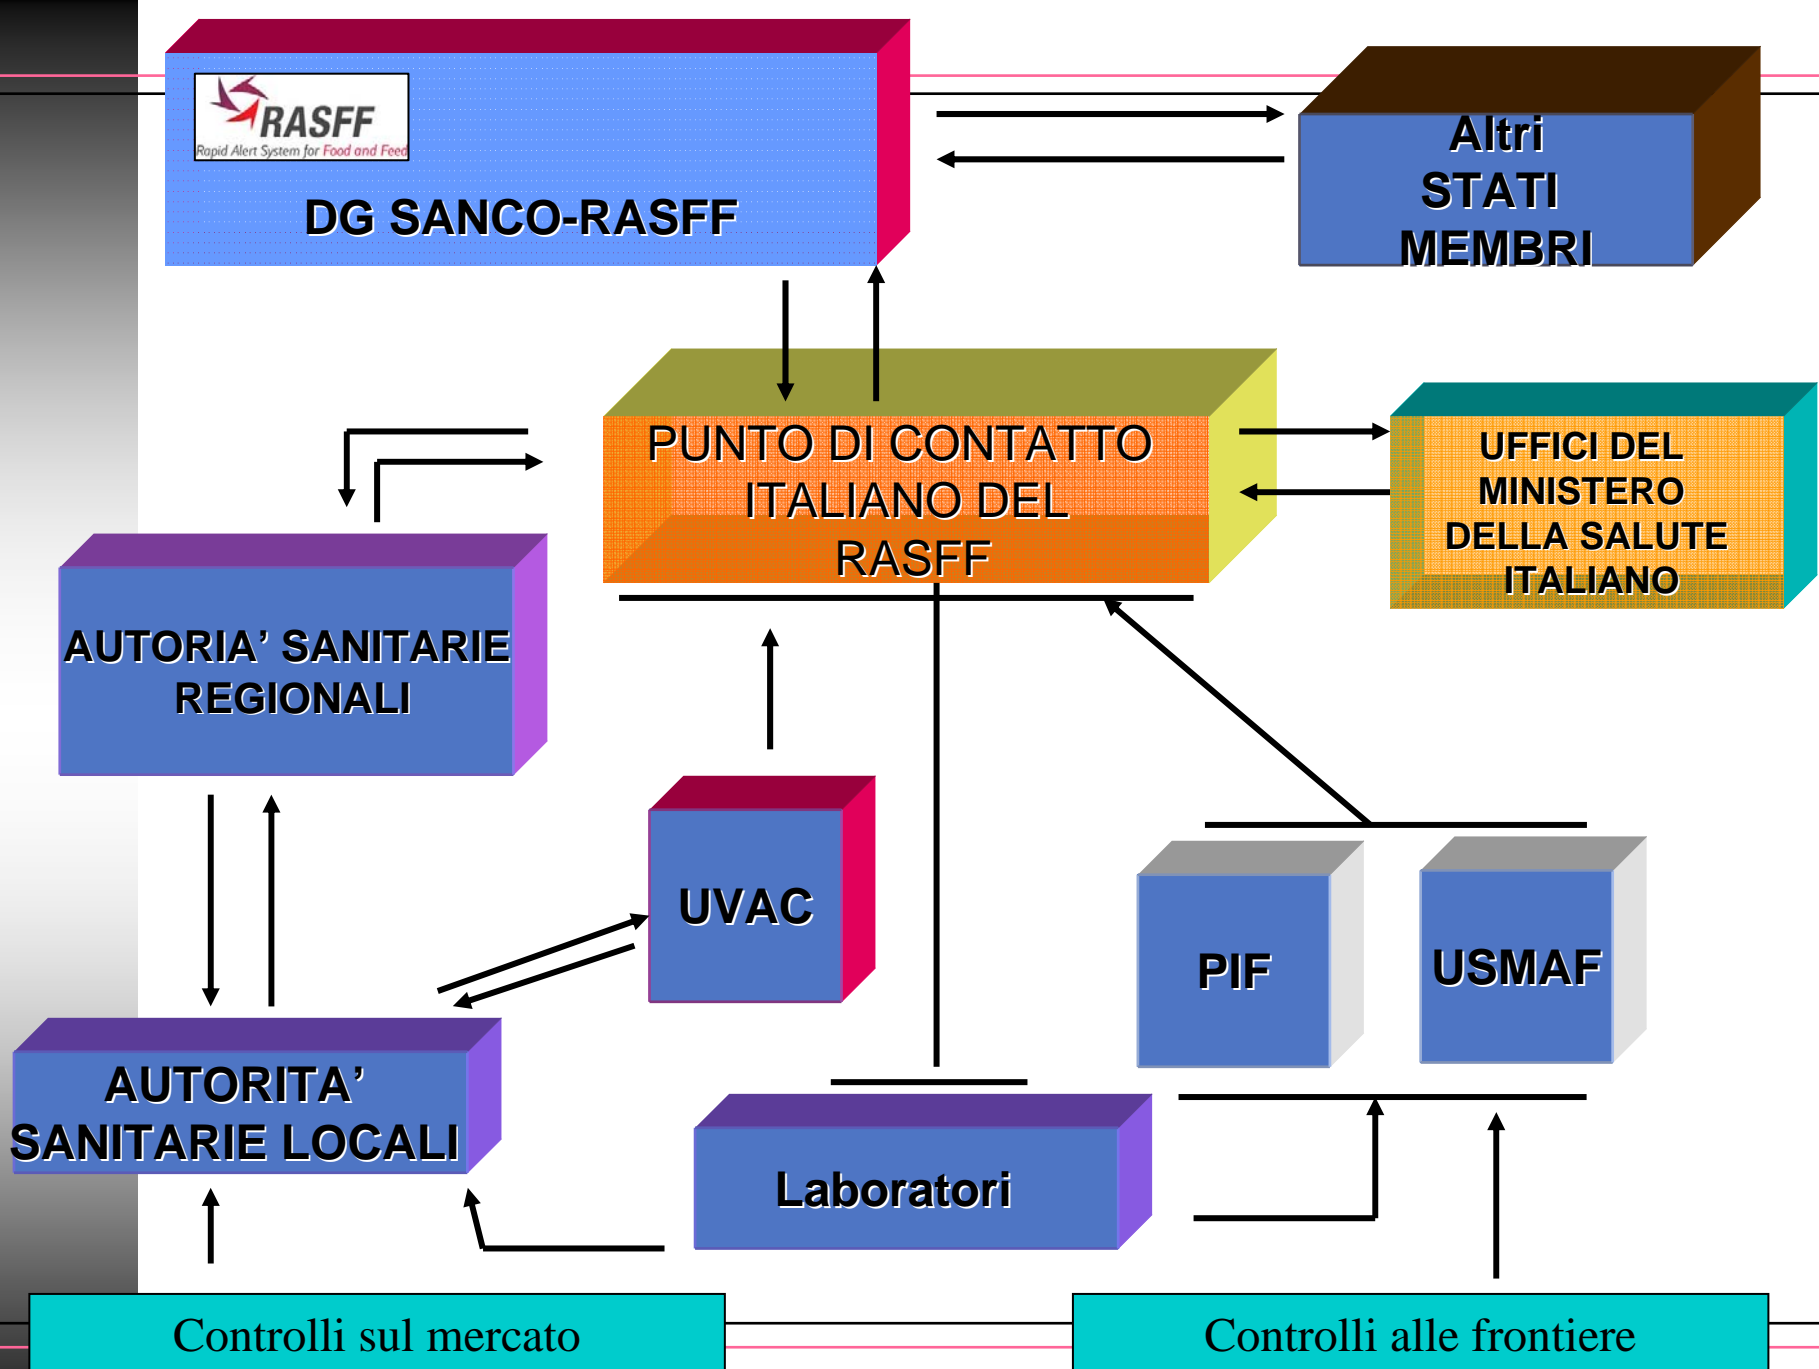 RASFF
Rapid Alert System for Food and Feed
DG SANCO-RASFF
Altri
STATI
MEMBRI
PUNTO DI CONTATTO
ITALIANO DEL
RASFF
UFFICI DEL
MINISTERO
DELLA SALUTE
ITALIANO
AUTORIA’ SANITARIE
REGIONALI
UVAC
PIF
USMAF
AUTORITA’
SANITARIE LOCALI
Laboratori
Controlli sul mercato
Controlli alle frontiere